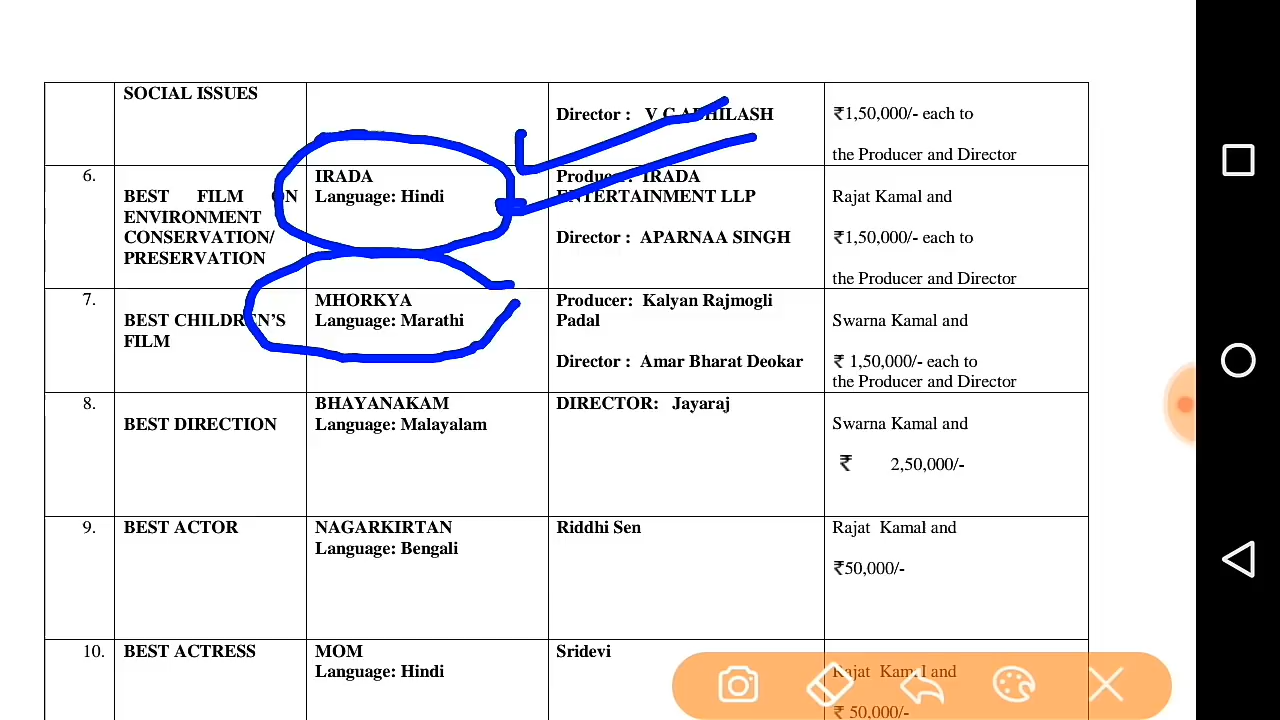 SOCIAL ISSUES
Director : V C ABHILASH
₹1,50,000/- each to
the Producer and Director
6.
BEST FILM ON
ENVIRONMENT
CONSERVATION/
PRESERVATION
IRADA
Language: Hindi
Producer: IRADA
ENTERTAINMENT LLP
Director : APARNAA SINGH
Rajat Kamal and
₹1,50,000/- each to
the Producer and Director
7.
BEST CHILDREN'S
FILM
MHORKYA
Language: Marathi
Producer: Kalyan Rajmogli
Padal
Director : Amar Bharat Deokar
Swarna Kamal and
₹ 1,50,000/- each to
the Producer and Director
8.
BEST DIRECTION
BHAYANAKAM
Language: Malayalam
DIRECTOR: Jayaraj
Swarna Kamal and
₹ 2,50,000/-
9.
BEST ACTOR
NAGARKIRTAN
Language: Bengali
Riddhi Sen
Rajat Kamal and
₹50,000/-
10.
BEST ACTRESS
MOM
Language: Hindi
Sridevi
Rajat Kamal and
₹ 50,000/-